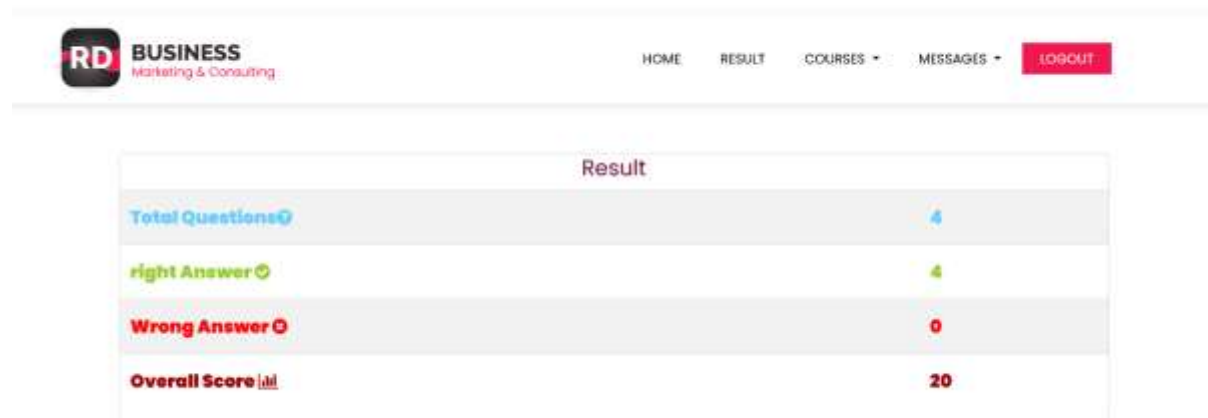 RD BUSINESS
Marketing & Consulting
HOME RESULT COURSES MESSAGES LOGOUT
Result
Total Questions 4
right Answer 4
Wrong Answer 0
Overall Score 20